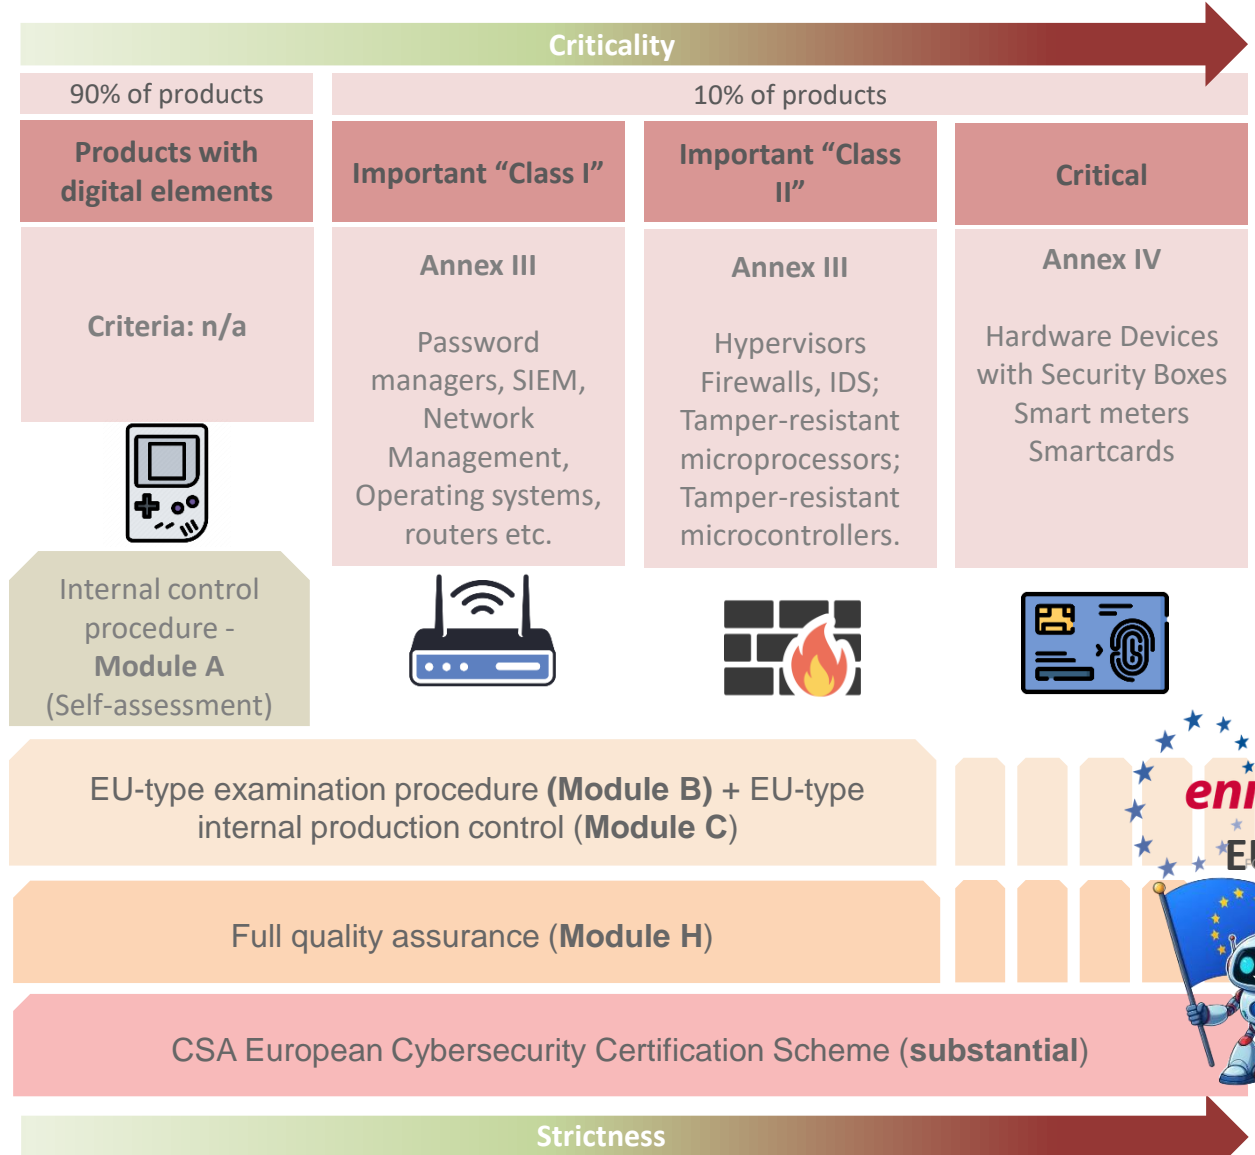 Criticality
90% of products
10% of products
Products with
digital elements
Important “Class I”
Important “Class
II”
Critical
Criteria: n/a
Annex III
Password
managers, SIEM,
Network
Management,
Operating systems,
routers etc.
Annex III
Hypervisors
Firewalls, IDS;
Tamper-resistant
microprocessors;
Tamper-resistant
microcontrollers.
Annex IV
Hardware Devices
with Security Boxes
Smart meters
Smartcards
Internal control
procedure -
Module A
(Self-assessment)
EU-type examination procedure (Module B) + EU-type
internal production control (Module C)
Full quality assurance (Module H)
CSA European Cybersecurity Certification Scheme (substantial)
Strictness